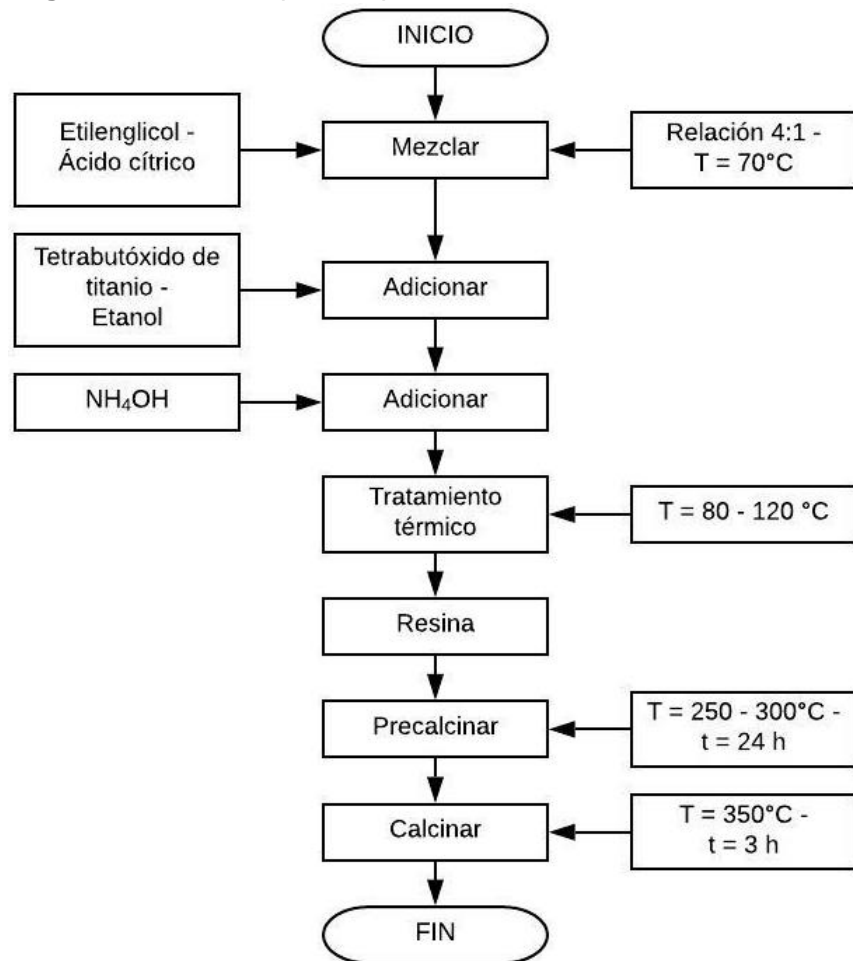 INICIO
Etilenglicol -
Ácido cítrico
Mezclar
Relación 4:1 -
T = 70°C
Tetrabutóxido de
titanio -
Etanol
Adicionar
NH₄OH
Adicionar
Tratamiento
térmico
T = 80 - 120 °C
Resina
Precalcinar
T = 250 - 300°C -
t = 24 h
Calcinar
T = 350°C -
t = 3 h
FIN